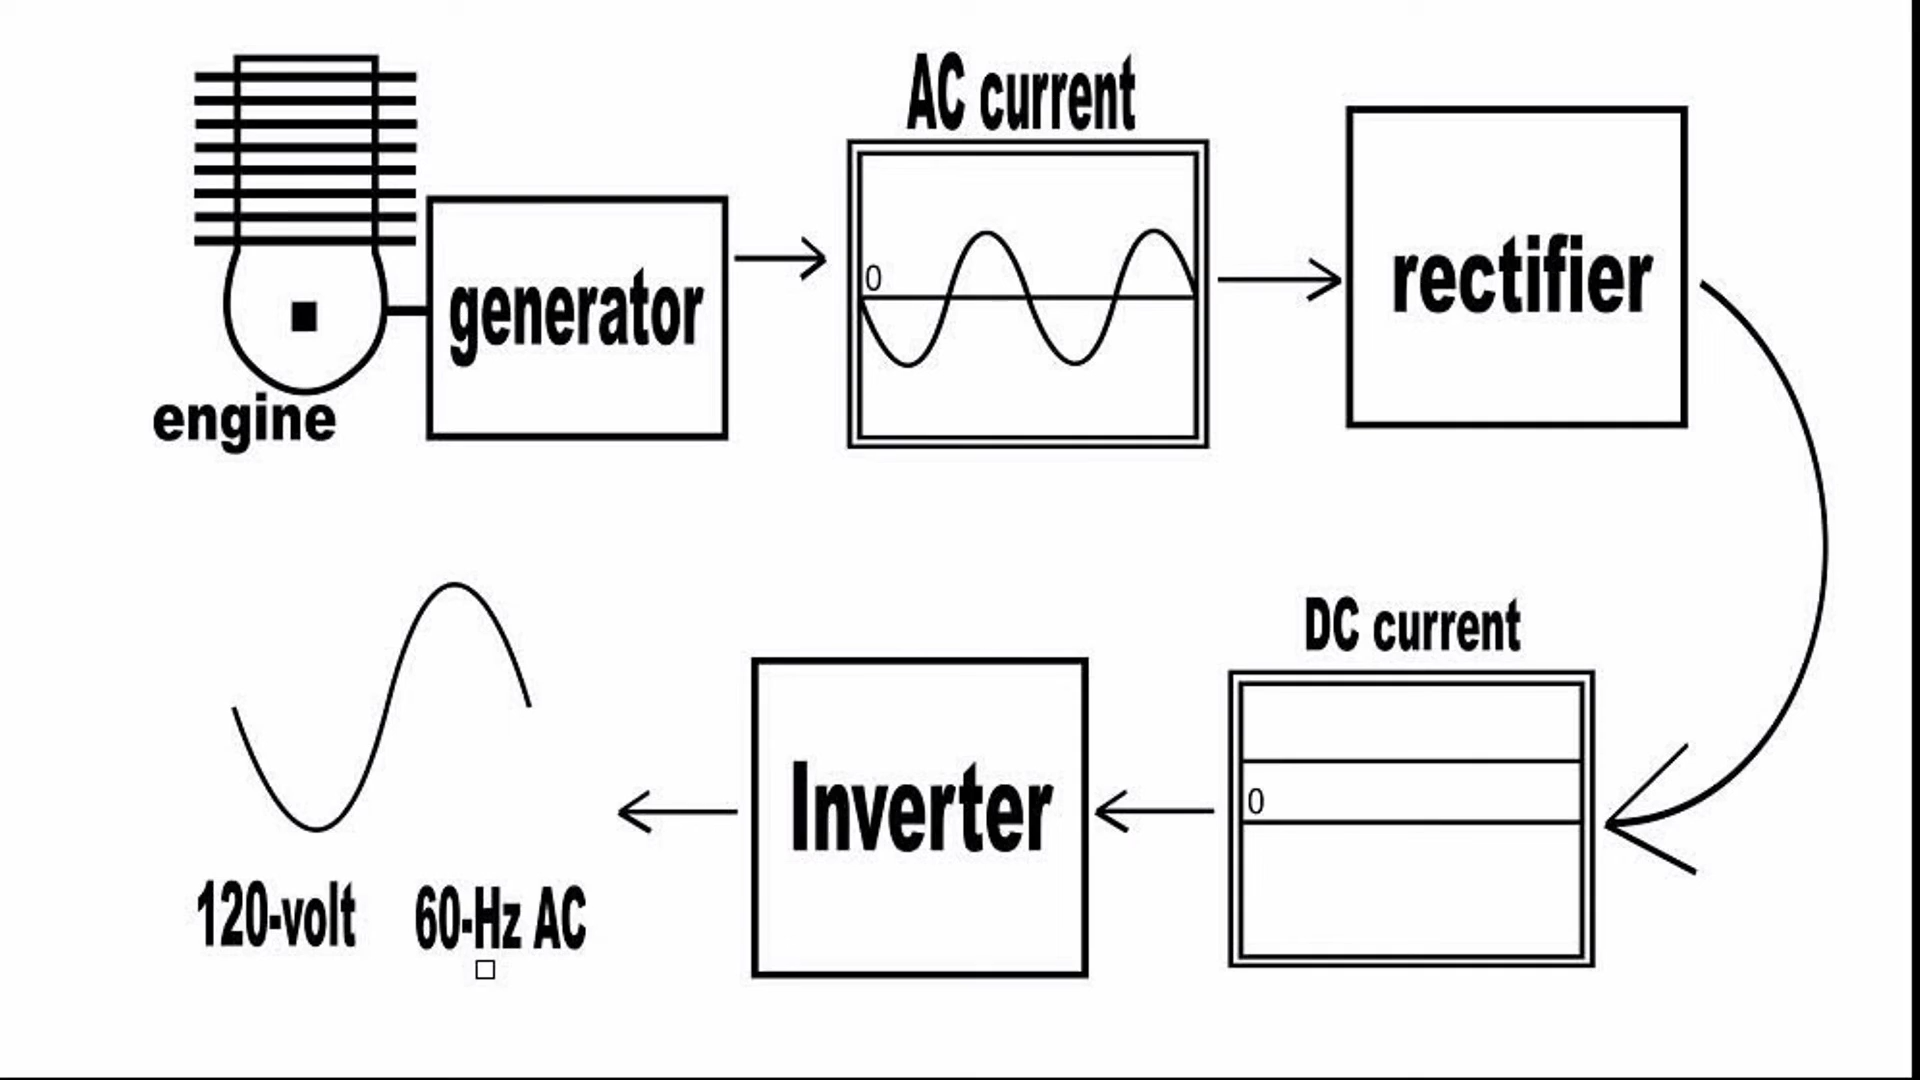 AC current
generator
0
rectifier
engine
DC current
Inverter
0
120-volt 60-Hz AC